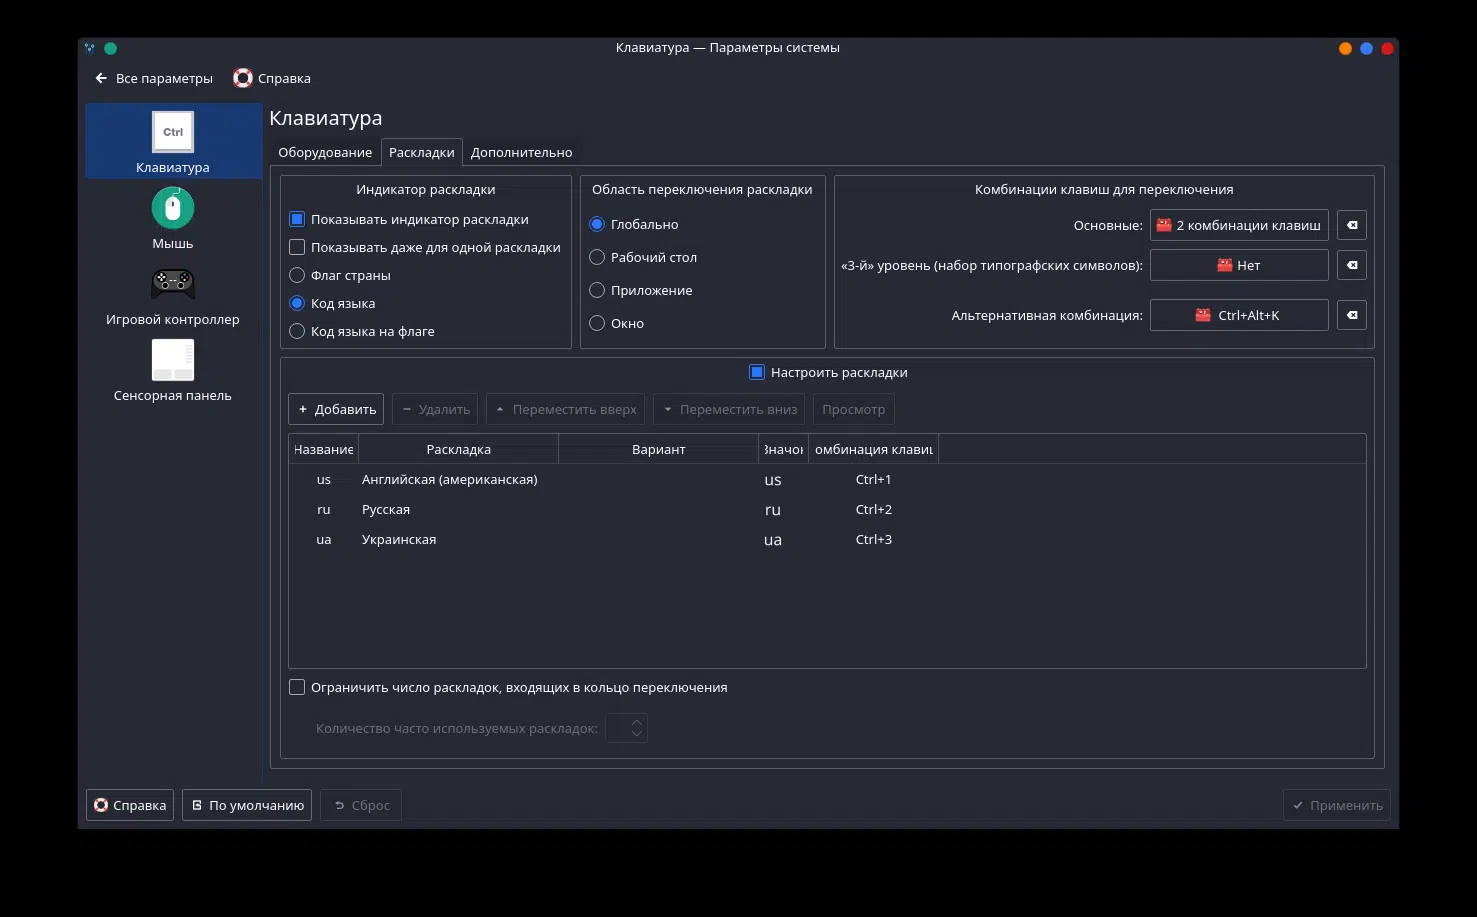 Клавиатура — Параметры системы
Все параметры
Справка
Ctrl
Клавиатура
Мышь
Игровой контроллер
Сенсорная панель
Клавиатура
Оборудование Раскладки Дополнительно
Индикатор раскладки
Показывать индикатор раскладки
Показывать даже для одной раскладки
Флаг страны
Код языка
Код языка на флаге
Область переключения раскладки
Глобально
Рабочий стол
Приложение
Окно
Комбинации клавиш для переключения
Основные: 2 комбинации клавиш
«3-й» уровень (набор типографских символов): Нет
Альтернативная комбинация: Ctrl+Alt+K
Настроить раскладки
+ Добавить − Удалить Переместить вверх Переместить вниз Просмотр
Название Раскладка Вариант Значок омбинация клавиш
us Английская (американская) us Ctrl+1
ru Русская ru Ctrl+2
ua Украинская ua Ctrl+3
Ограничить число раскладок, входящих в кольцо переключения
Количество часто используемых раскладок:
Справка По умолчанию Сброс Применить